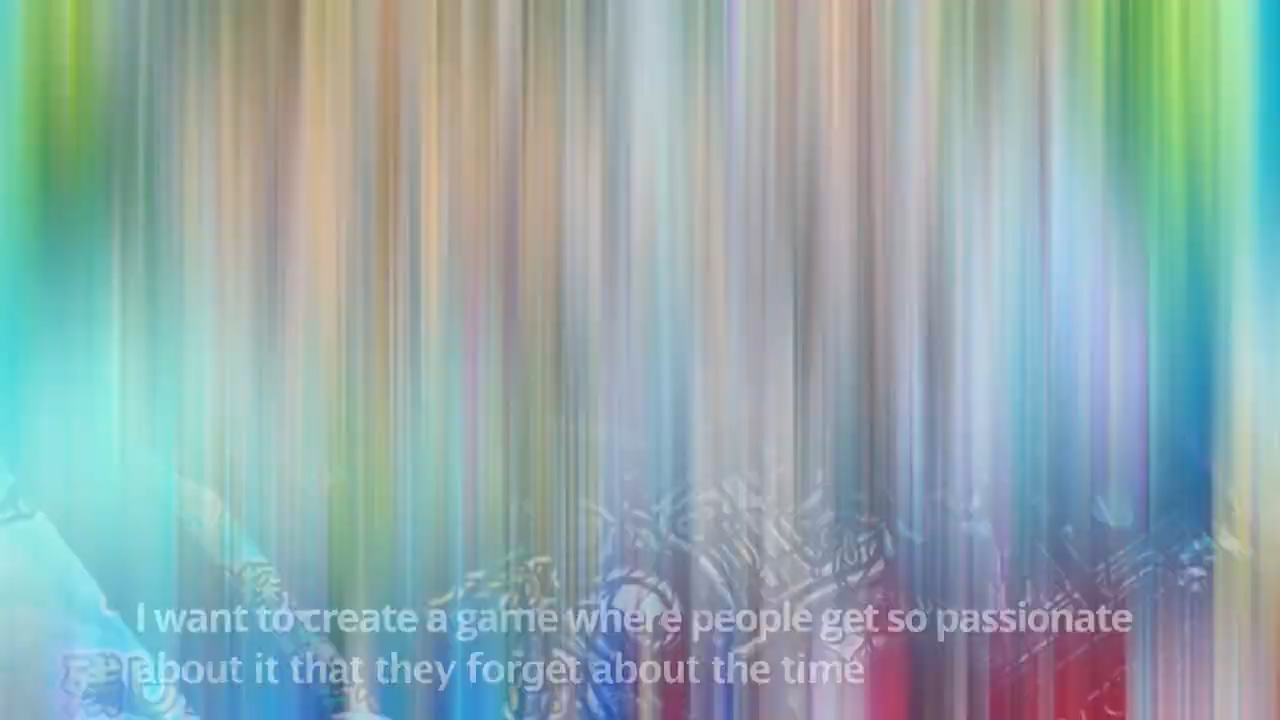 I want to create a game where people get so passionate
about it that they forget about the time